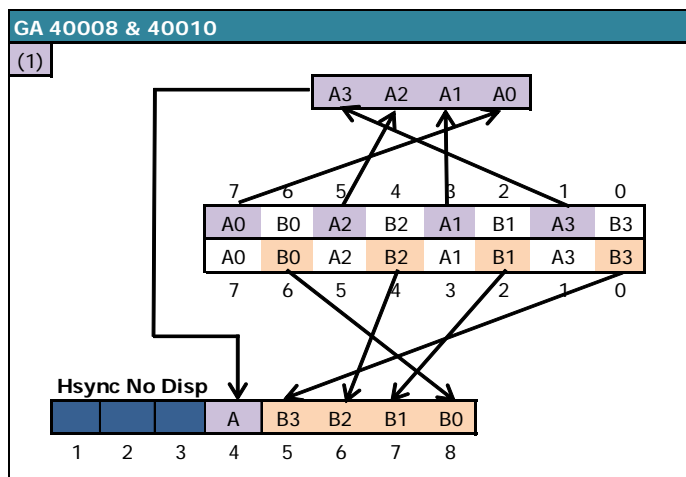 GA 40008 & 40010
(1)
A3 A2 A1 A0
7 6 5 4 3 2 1 0
A0 B0 A2 B2 A1 B1 A3 B3
A0 B0 A2 B2 A1 B1 A3 B3
7 6 5 4 3 2 1 0
Hsync No Disp
A B3 B2 B1 B0
1 2 3 4 5 6 7 8